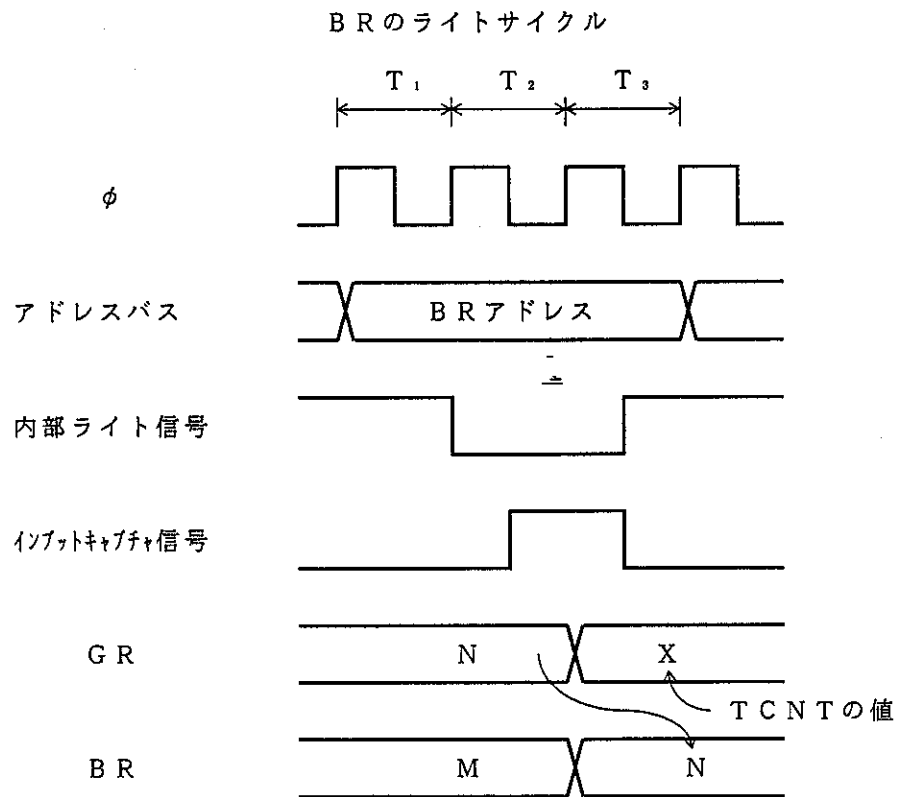 BRのライトサイクル
T₁ T₂ T₃
φ
アドレスバス BRアドレス
内部ライト信号
インプットキャプチャ信号
GR N X
TCNTの値
BR M N